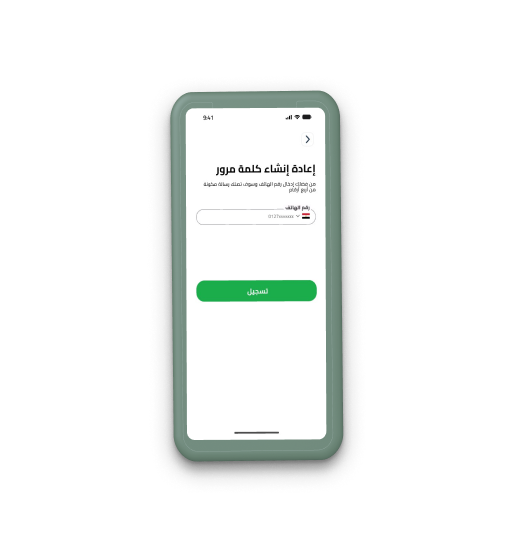 9:41
إعادة إنشاء كلمة مرور
من فضلك إدخال رقم الهاتف وسوف تصلك رسالة مكونة
من أربع أرقام
رقم الهاتف
0127xxxxxxx
تسجيل